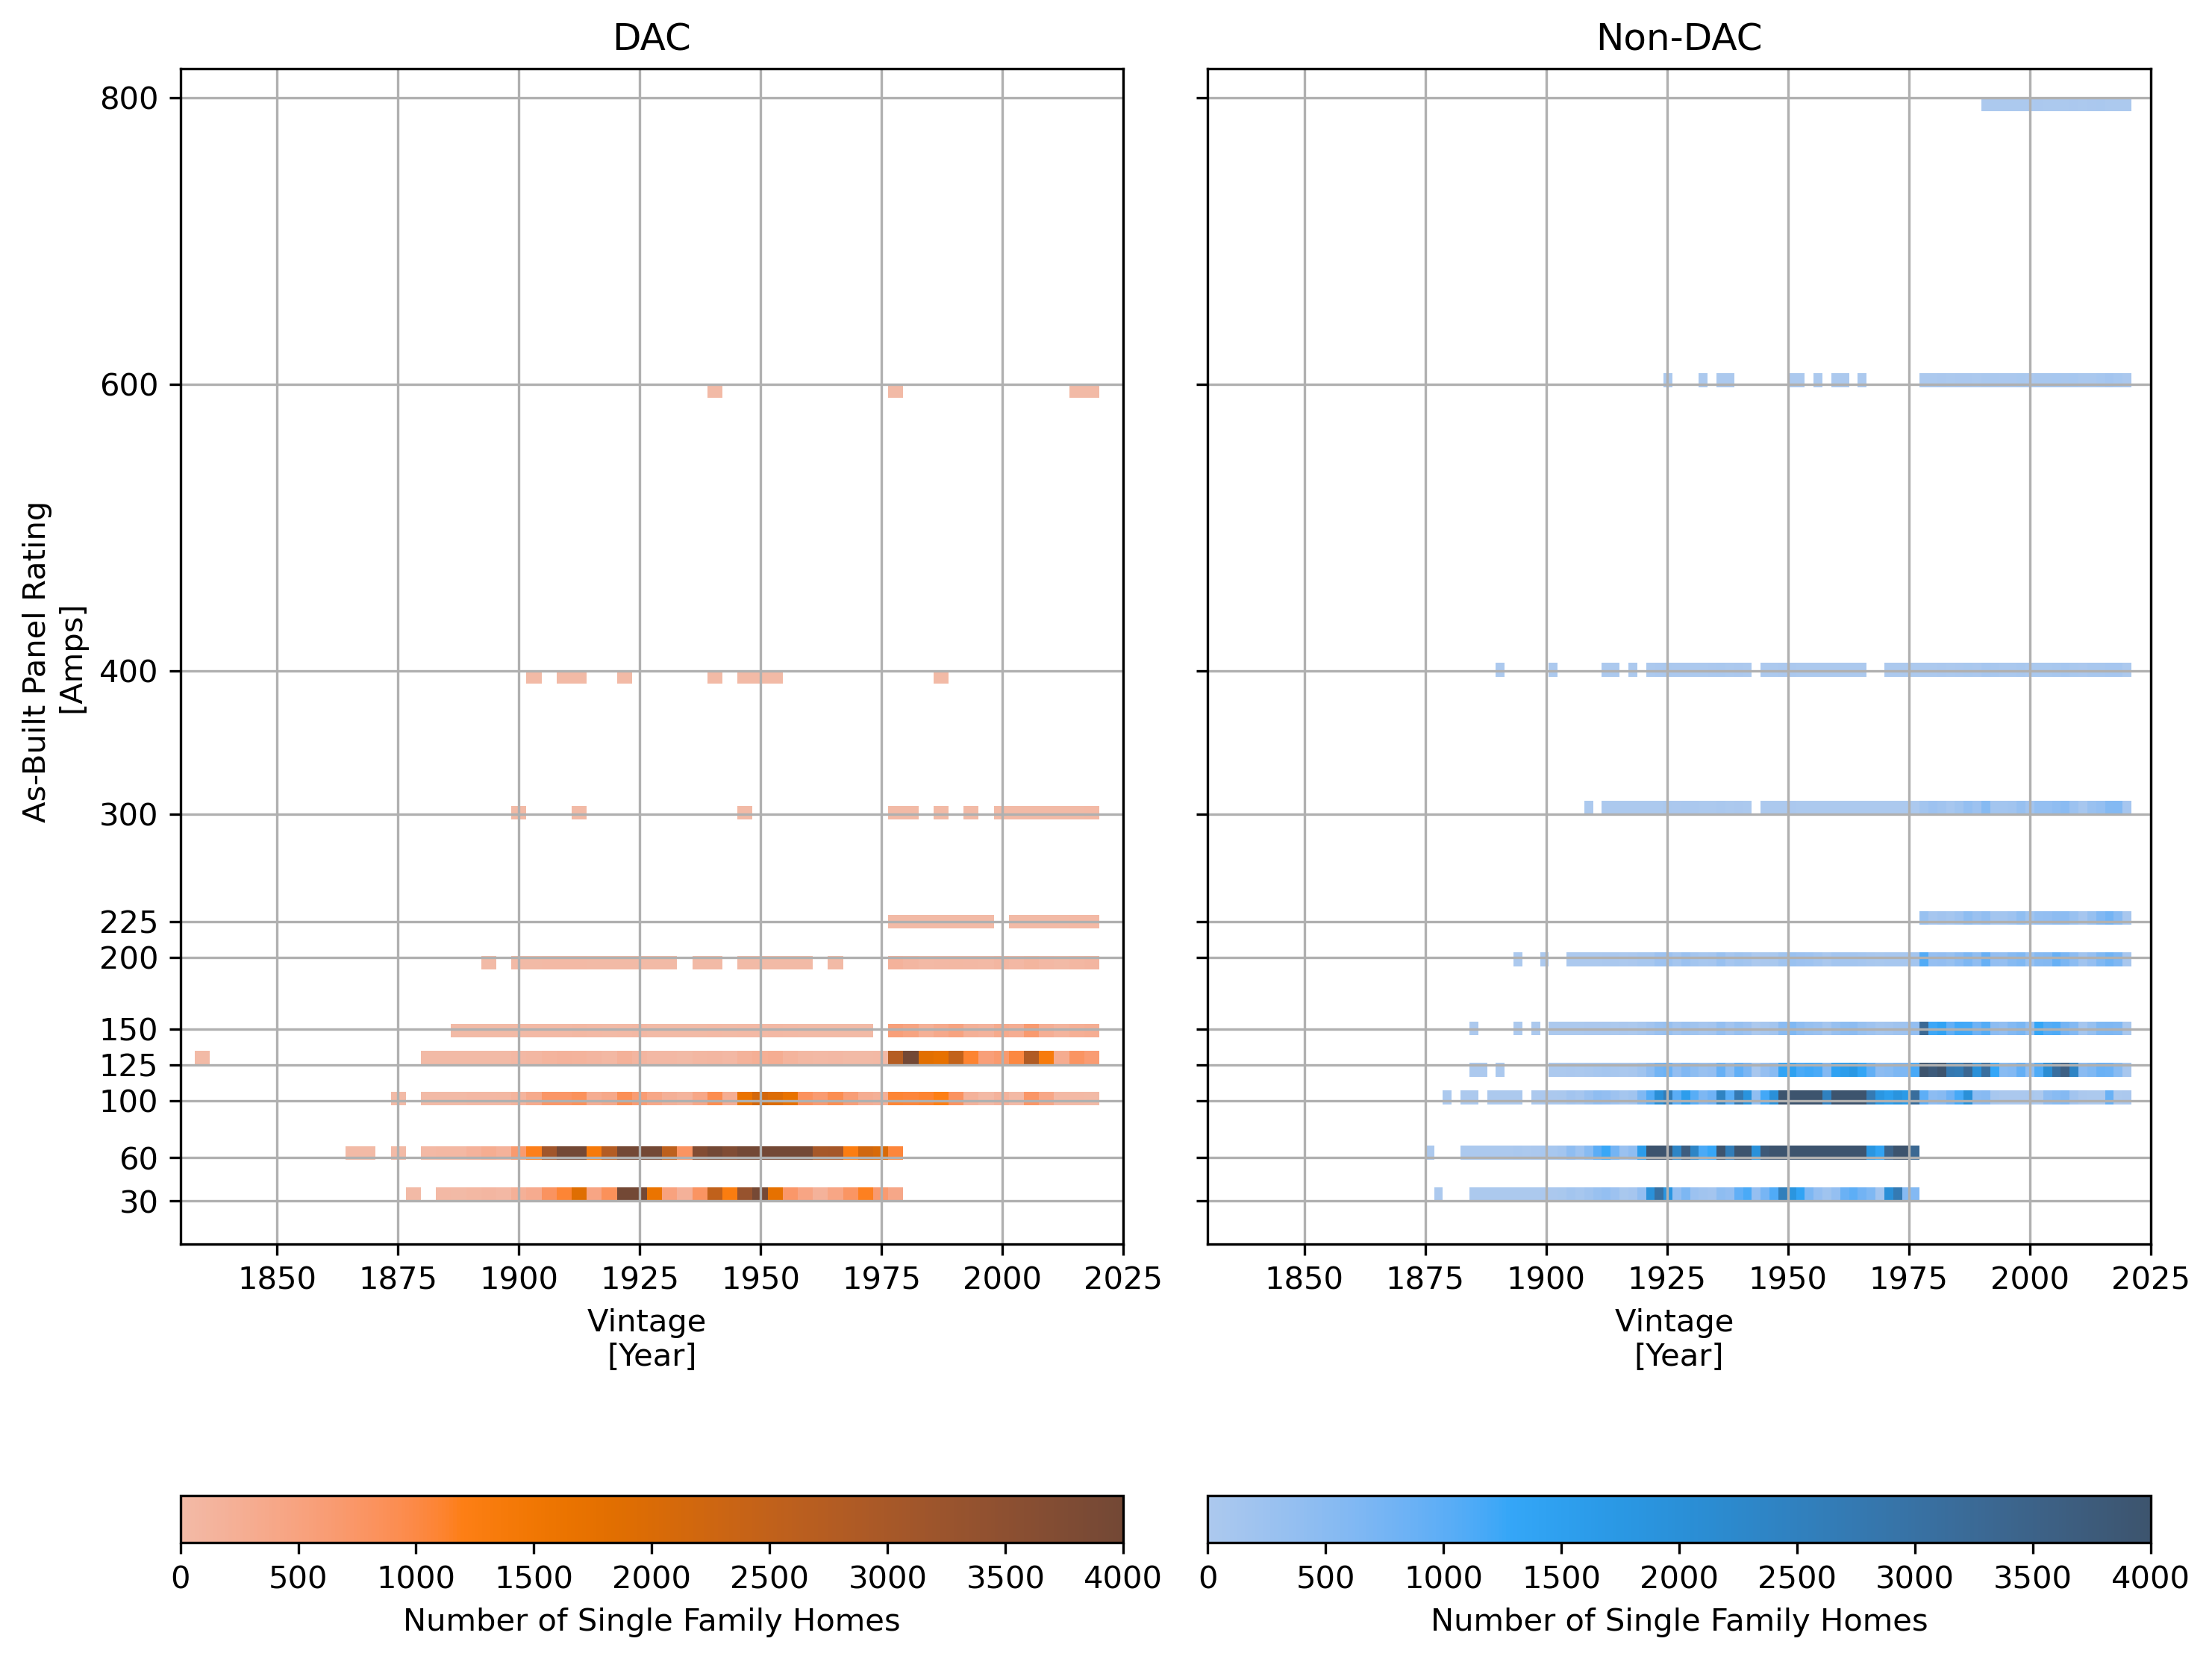 DAC
Non-DAC
800
600
400
300
225
200
150
125
100
60
30
As-Built Panel Rating
[Amps]
1850 1875 1900 1925 1950 1975 2000 2025
Vintage
[Year]
1850 1875 1900 1925 1950 1975 2000 2025
Vintage
[Year]
0 500 1000 1500 2000 2500 3000 3500 4000
Number of Single Family Homes
0 500 1000 1500 2000 2500 3000 3500 4000
Number of Single Family Homes